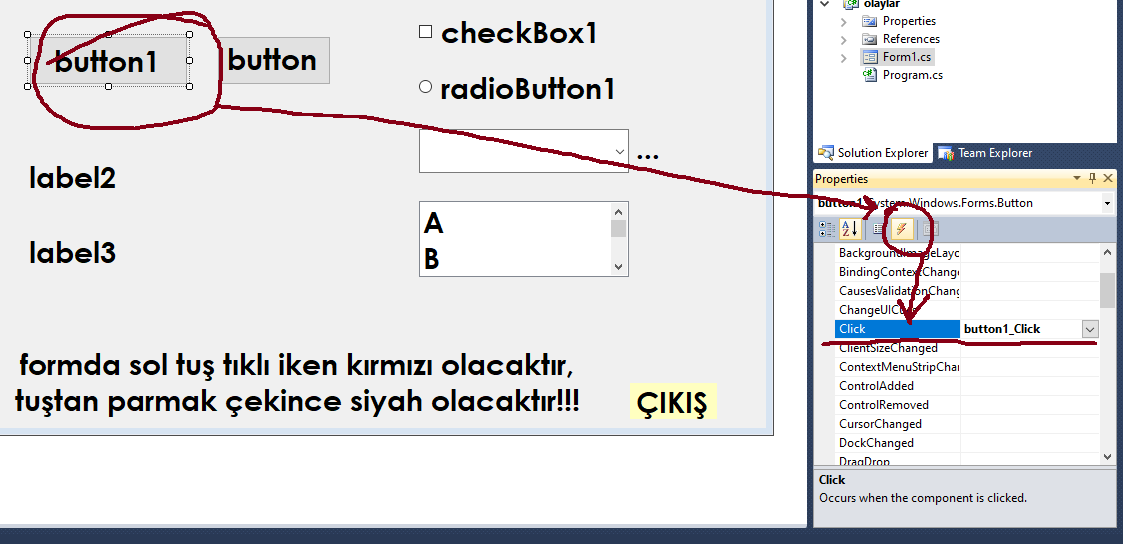 button1
button
checkBox1
radioButton1
...
label2
A
B
label3
formda sol tuş tıklı iken kırmızı olacaktır,
tuştan parmak çekince siyah olacaktır!!!
ÇIKIŞ
olaylar
Properties
References
Form1.cs
Program.cs
Solution Explorer
Team Explorer
Properties
button1 System.Windows.Forms.Button
BackgroundImageLayo
BindingContextChange
CausesValidationChang
ChangeUICu
Click button1_Click
ClientSizeChanged
ContextMenuStripChan
ControlAdded
ControlRemoved
CursorChanged
DockChanged
DragDrop
Click
Occurs when the component is clicked.